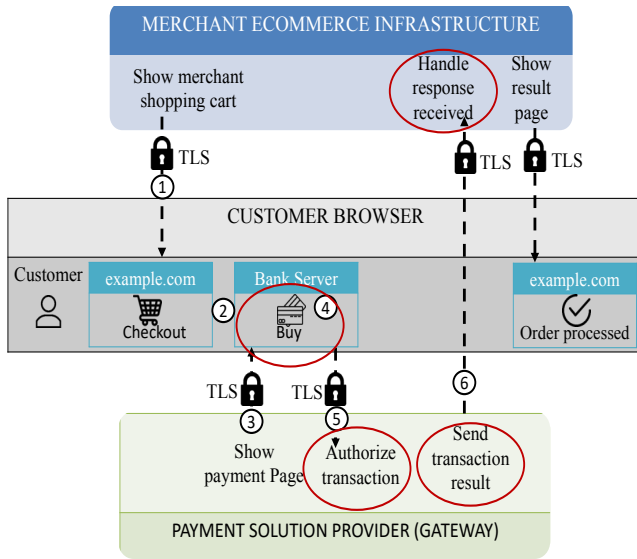 MERCHANT ECOMMERCE INFRASTRUCTURE
Show merchant
shopping cart
Handle
response
received
Show
result
page
TLS
TLS
TLS
1
CUSTOMER BROWSER
Customer
example.com
Checkout
2
Bank Server
4
Buy
example.com
Order processed
TLS
TLS
3
5
6
Show
payment Page
Authorize
transaction
Send
transaction
result
PAYMENT SOLUTION PROVIDER (GATEWAY)